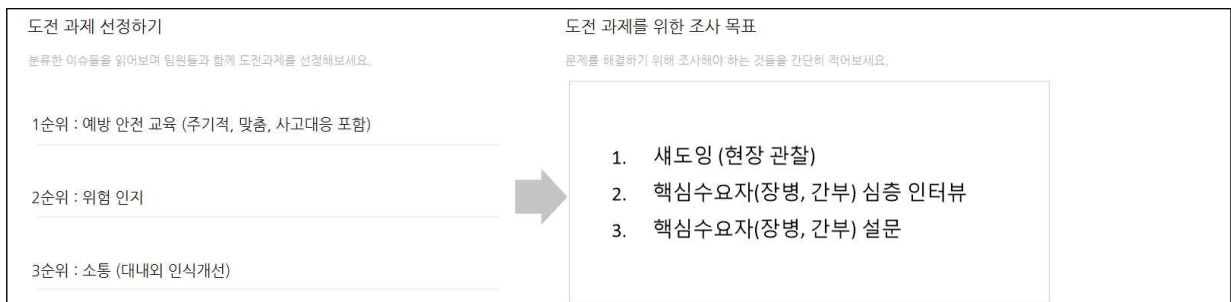 도전 과제 선정하기
분류한 이슈들을 읽어보며 팀원들과 함께 도전과제를 선정해보세요.
1순위 : 예방 안전 교육 (주기적, 맞춤, 사고대응 포함)
2순위 : 위험 인지
3순위 : 소통 (대내외 인식개선)
도전 과제를 위한 조사 목표
문제를 해결하기 위해 조사해야 하는 것들을 간단히 적어보세요.
1. 섀도잉 (현장 관찰)
2. 핵심수요자(장병, 간부) 심층 인터뷰
3. 핵심수요자(장병, 간부) 설문